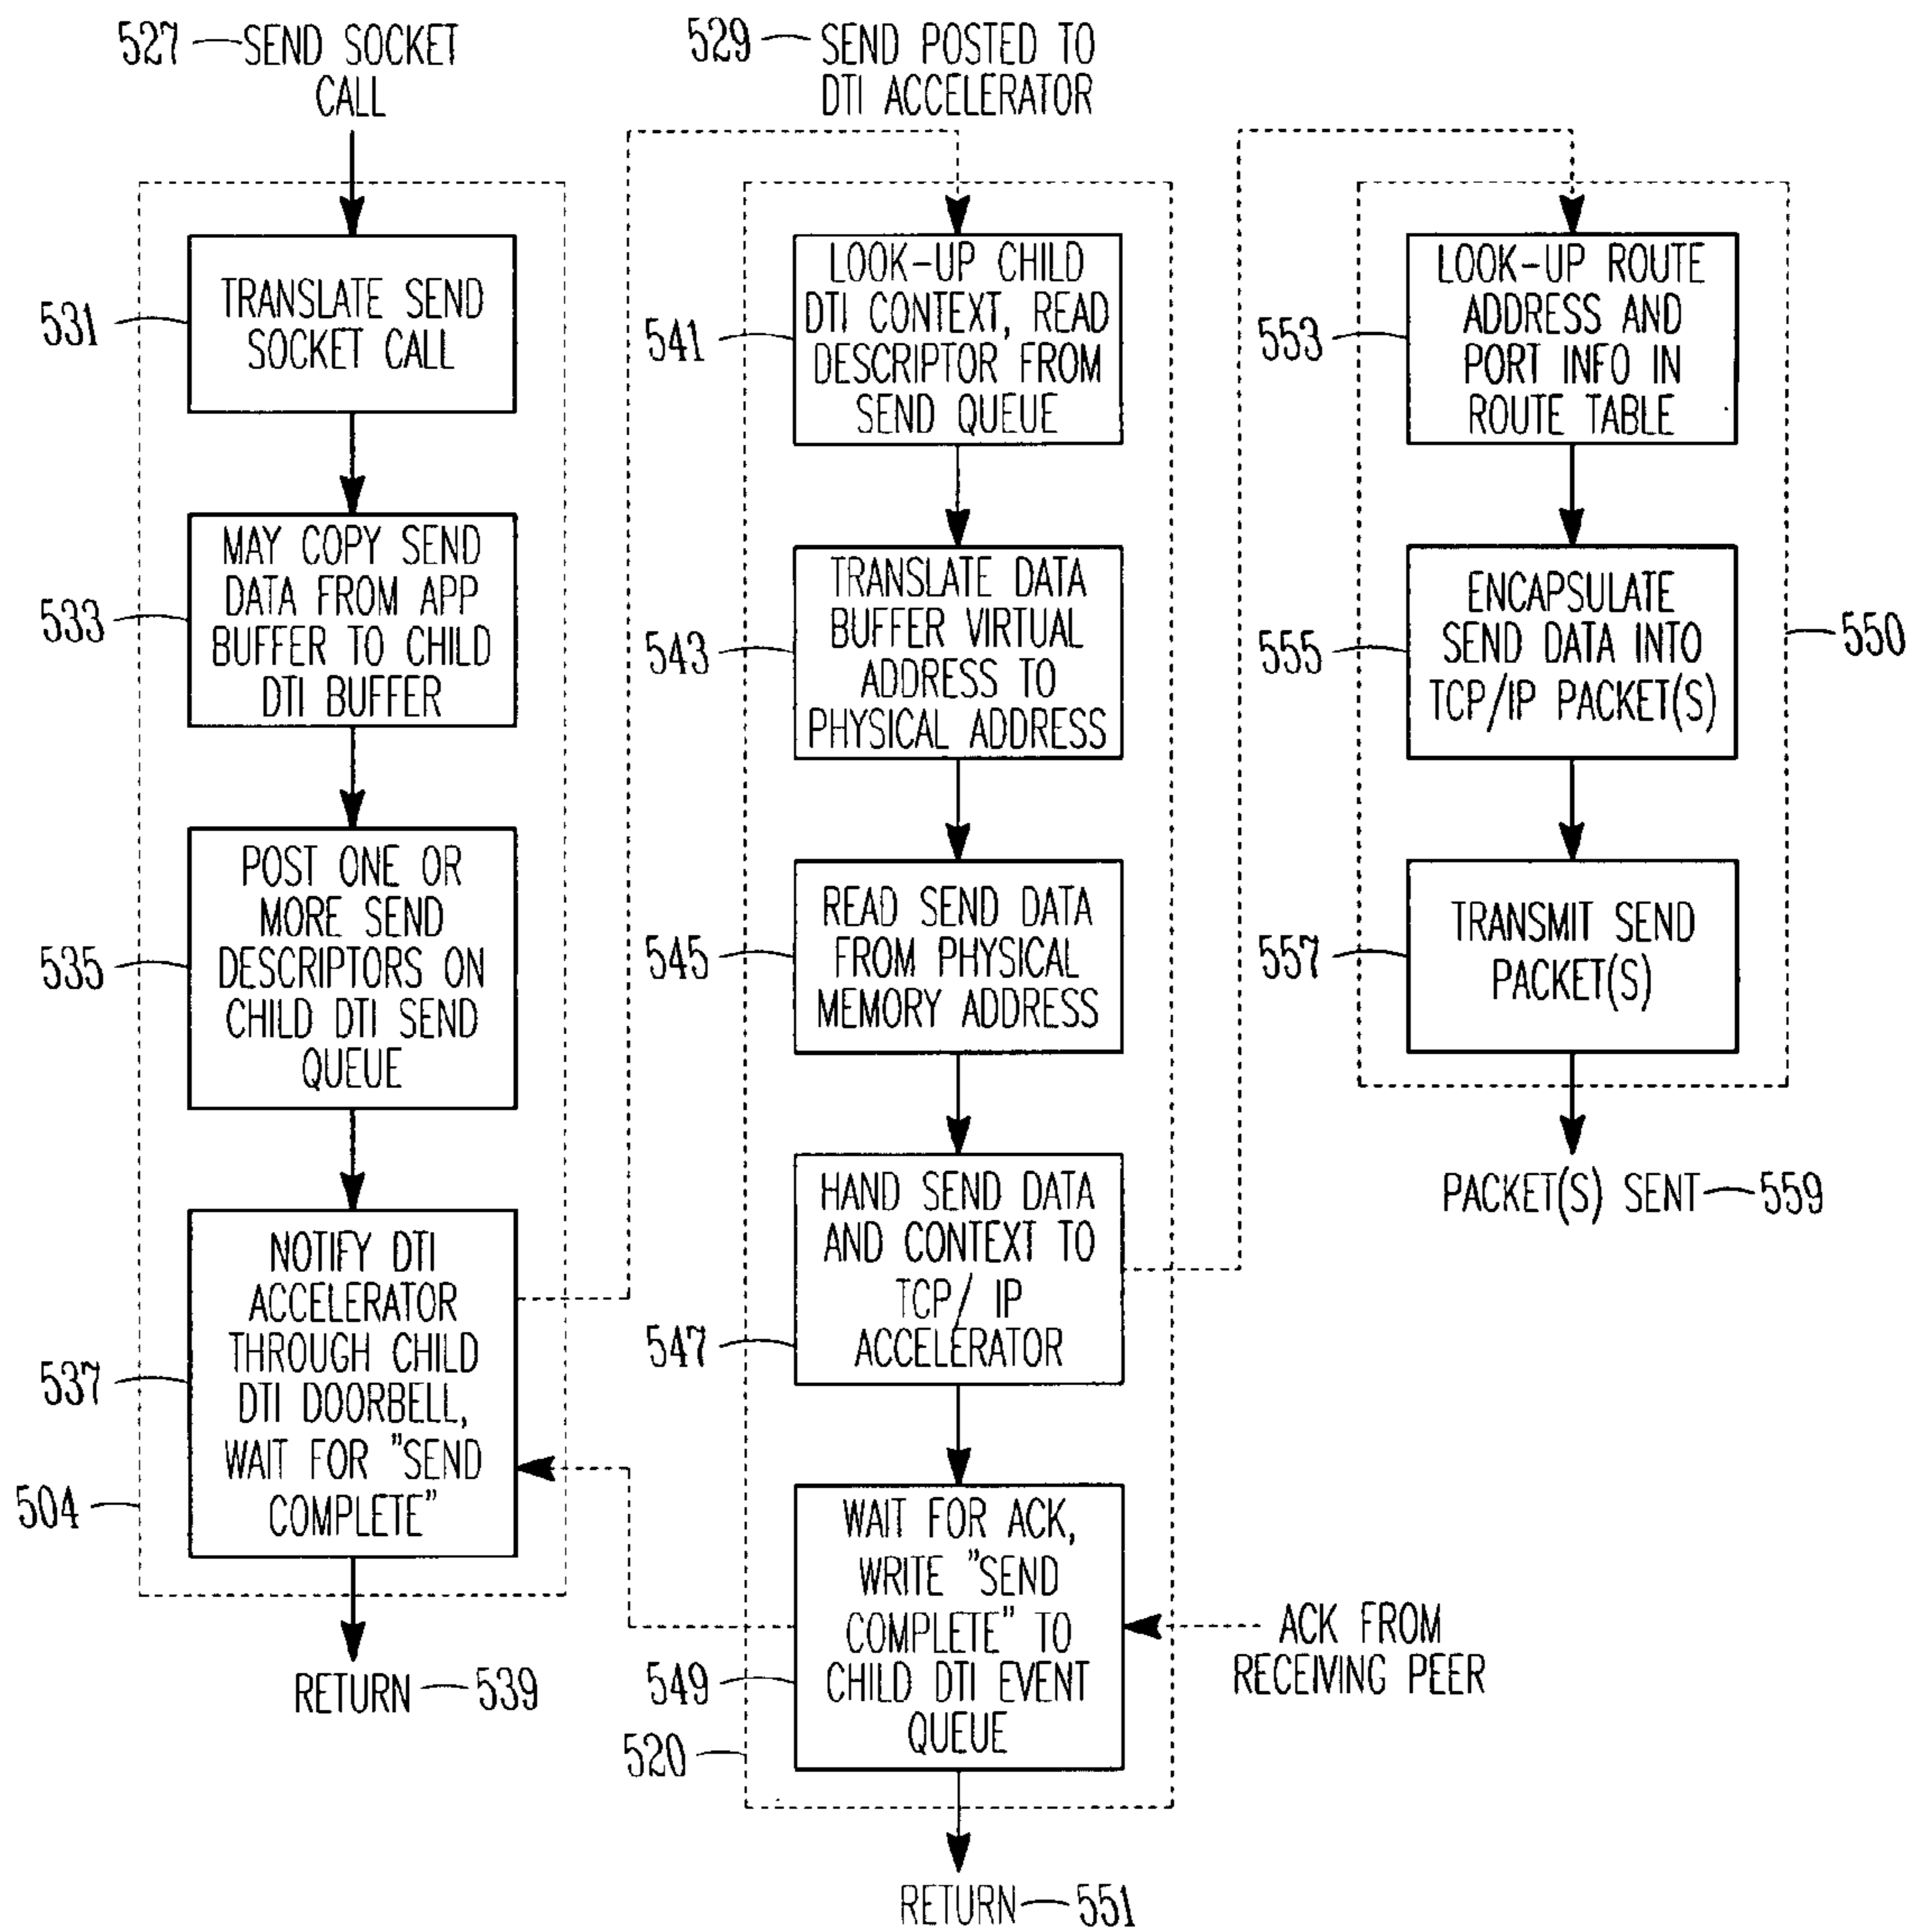 527 SEND SOCKET
CALL
531
TRANSLATE SEND
SOCKET CALL
533
MAY COPY SEND
DATA FROM APP
BUFFER TO CHILD
DTI BUFFER
535
POST ONE OR
MORE SEND
DESCRIPTORS ON
CHILD DTI SEND
QUEUE
537
NOTIFY DTI
ACCELERATOR
THROUGH CHILD
DTI DOORBELL,
WAIT FOR "SEND
COMPLETE"
504
RETURN 539
529 SEND POSTED TO
DTI ACCELERATOR
541
LOOK-UP CHILD
DTI CONTEXT, READ
DESCRIPTOR FROM
SEND QUEUE
543
TRANSLATE DATA
BUFFER VIRTUAL
ADDRESS TO
PHYSICAL ADDRESS
545
READ SEND DATA
FROM PHYSICAL
MEMORY ADDRESS
547
HAND SEND DATA
AND CONTEXT TO
TCP/ IP
ACCELERATOR
549
WAIT FOR ACK,
WRITE "SEND
COMPLETE" TO
CHILD DTI EVENT
QUEUE
520
ACK FROM
RECEIVING PEER
RETURN 551
553
LOOK-UP ROUTE
ADDRESS AND
PORT INFO IN
ROUTE TABLE
555
ENCAPSULATE
SEND DATA INTO
TCP/IP PACKET(S)
550
557
TRANSMIT SEND
PACKET(S)
PACKET(S) SENT 559